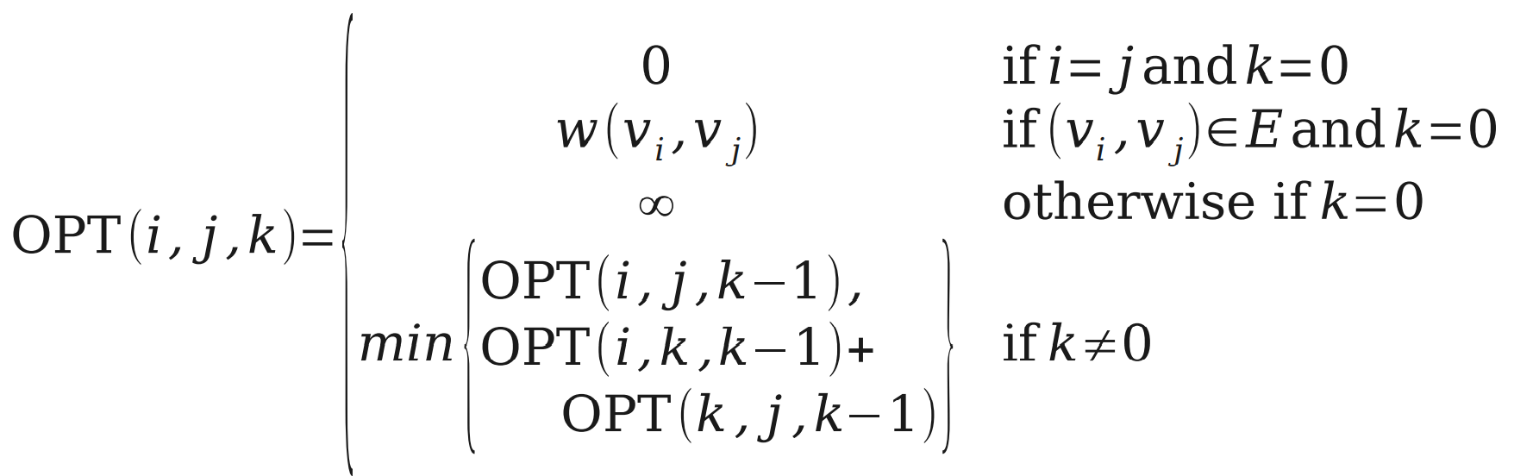 0 if i = j and k = 0
w(v_i, v_j) if (v_i, v_j) ∈ E and k = 0
∞ otherwise if k = 0
OPT(i, j, k) =
OPT(i, j, k−1),
min OPT(i, k, k−1) + if k ≠ 0
OPT(k, j, k−1)